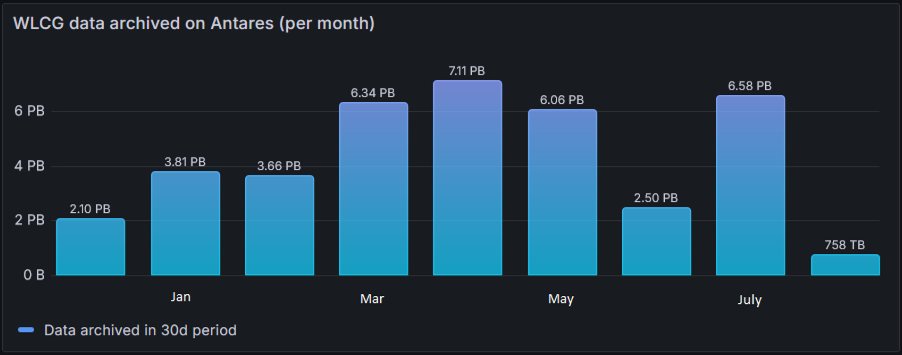 WLCG data archived on Antares (per month)
7.11 PB
6.34 PB
6.58 PB
6 PB
6.06 PB
4 PB
3.81 PB
3.66 PB
2.50 PB
2.10 PB
2 PB
758 TB
0 B
Jan
Mar
May
July
Data archived in 30d period